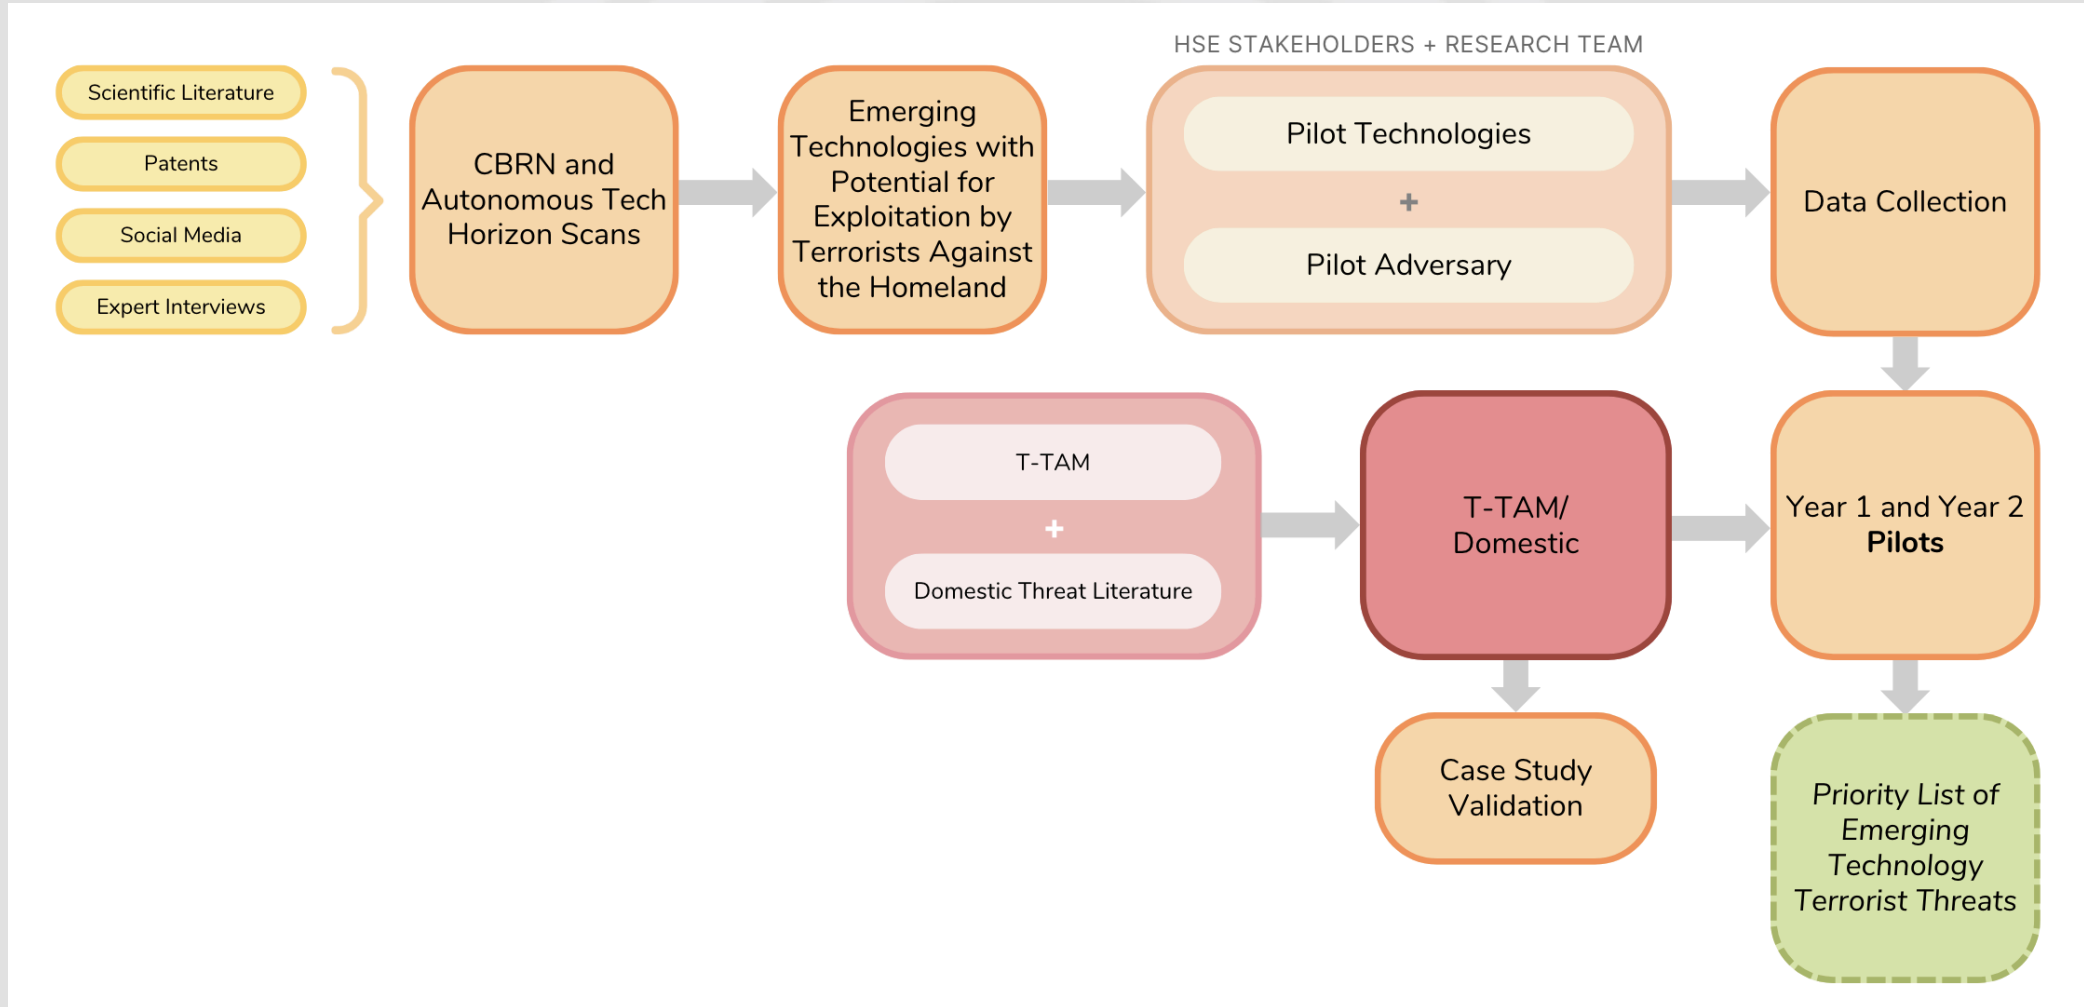 HSE STAKEHOLDERS + RESEARCH TEAM
Scientific Literature
Patents
Social Media
Expert Interviews
CBRN and
Autonomous Tech
Horizon Scans
Emerging
Technologies with
Potential for
Exploitation by
Terrorists Against
the Homeland
Pilot Technologies
+
Pilot Adversary
Data Collection
T-TAM
+
Domestic Threat Literature
T-TAM/
Domestic
Year 1 and Year 2
Pilots
Case Study
Validation
Priority List of
Emerging
Technology
Terrorist Threats